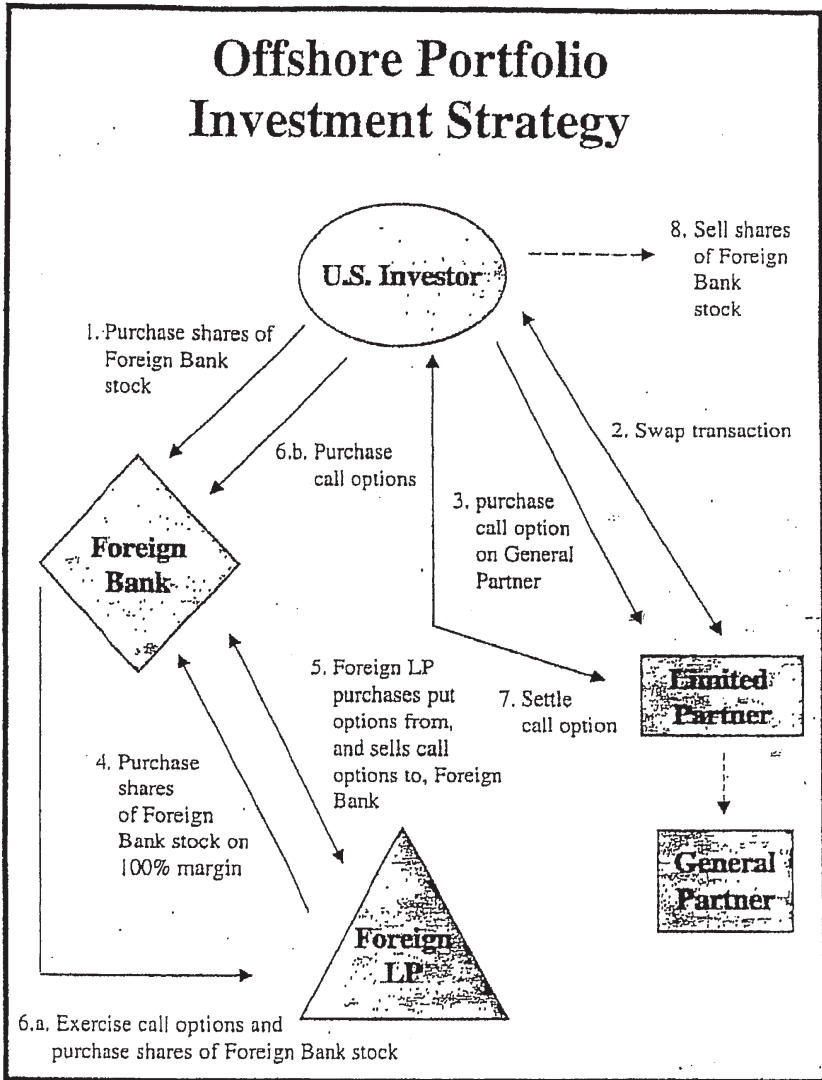 Offshore Portfolio
Investment Strategy
U.S. Investor
8. Sell shares
of Foreign
Bank
stock
1. Purchase shares of
Foreign Bank
stock
2. Swap transaction
6.b. Purchase
call options
3. purchase
call option
on General
Partner
Foreign
Bank
5. Foreign LP
purchases put
options from,
and sells call
options to, Foreign
Bank
7. Settle
call option
Limited
Partner
4. Purchase
shares
of Foreign
Bank stock on
100% margin
General
Partner
Foreign
LP
6.a. Exercise call options and
purchase shares of Foreign Bank stock